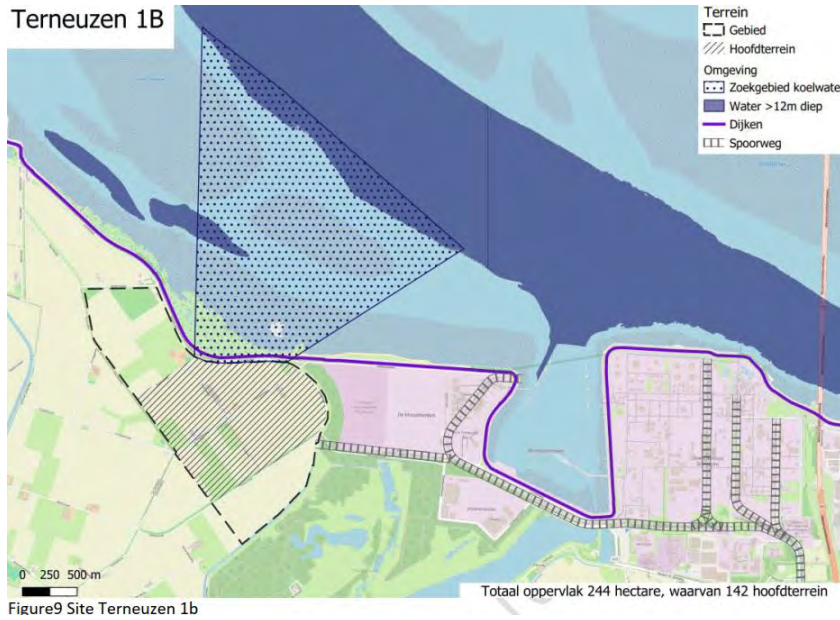 Terneuzen 1B
Terrein
Gebied
Hoofdterrein
Omgeving
Zoekgebied koelwate
Water >12m diep
Dijken
Spoorweg
0 250 500 m
Totaal oppervlak 244 hectare, waarvan 142 hoofdterrein
Figure9 Site Terneuzen 1b